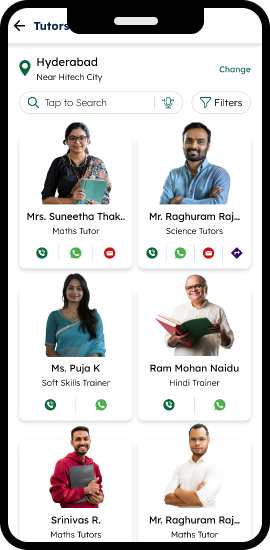 Tutors
Hyderabad
Near Hitech City
Change
Tap to Search
Filters
Mrs. Suneetha Thak..
Maths Tutor
Mr. Raghuram Raj...
Science Tutors
Ms. Puja K
Soft Skills Trainer
Ram Mohan Naidu
Hindi Trainer
Srinivas R.
Maths Tutors
Mr. Raghuram Raj...
Maths Tutor